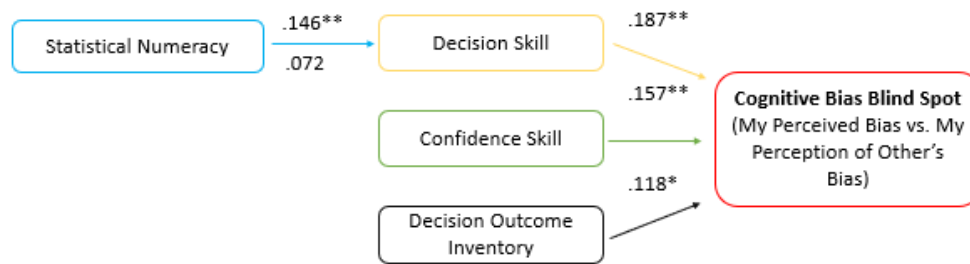 .146**
.187**
Statistical Numeracy
Decision Skill
.072
.157**
Cognitive Bias Blind Spot
(My Perceived Bias vs. My
Perception of Other's
Bias)
Confidence Skill
.118*
Decision Outcome
Inventory